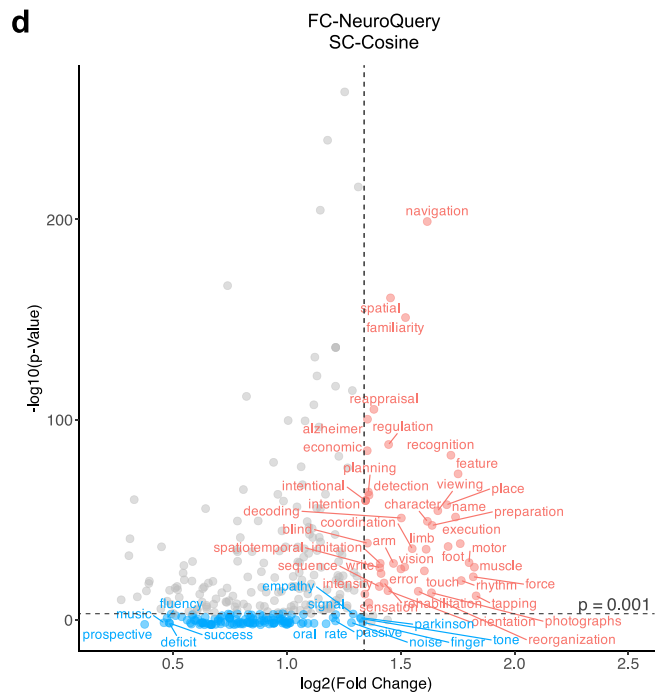 d
FC-NeuroQuery
SC-Cosine
navigation
200
spatial
familiarity
-log10(p-Value)
reappraisal
100
alzheimer
regulation
economic
recognition
planning
feature
intentional
detection
viewing
place
intention
character
name
preparation
decoding
coordination
execution
blind
arm
limb
motor
spatiotemporal
imitation
vision
foot
muscle
sequence
write
error
touch
force
intensity
rhythm
empathy
rehabilitation
tapping
fluency
signal
sensation
orientation
photographs
p = 0.001
music
0
parkinson
prospective
success
oral
rate
passive
tone
reorganization
deficit
noise
finger
0.5
1.0
1.5
2.0
2.5
log2(Fold Change)